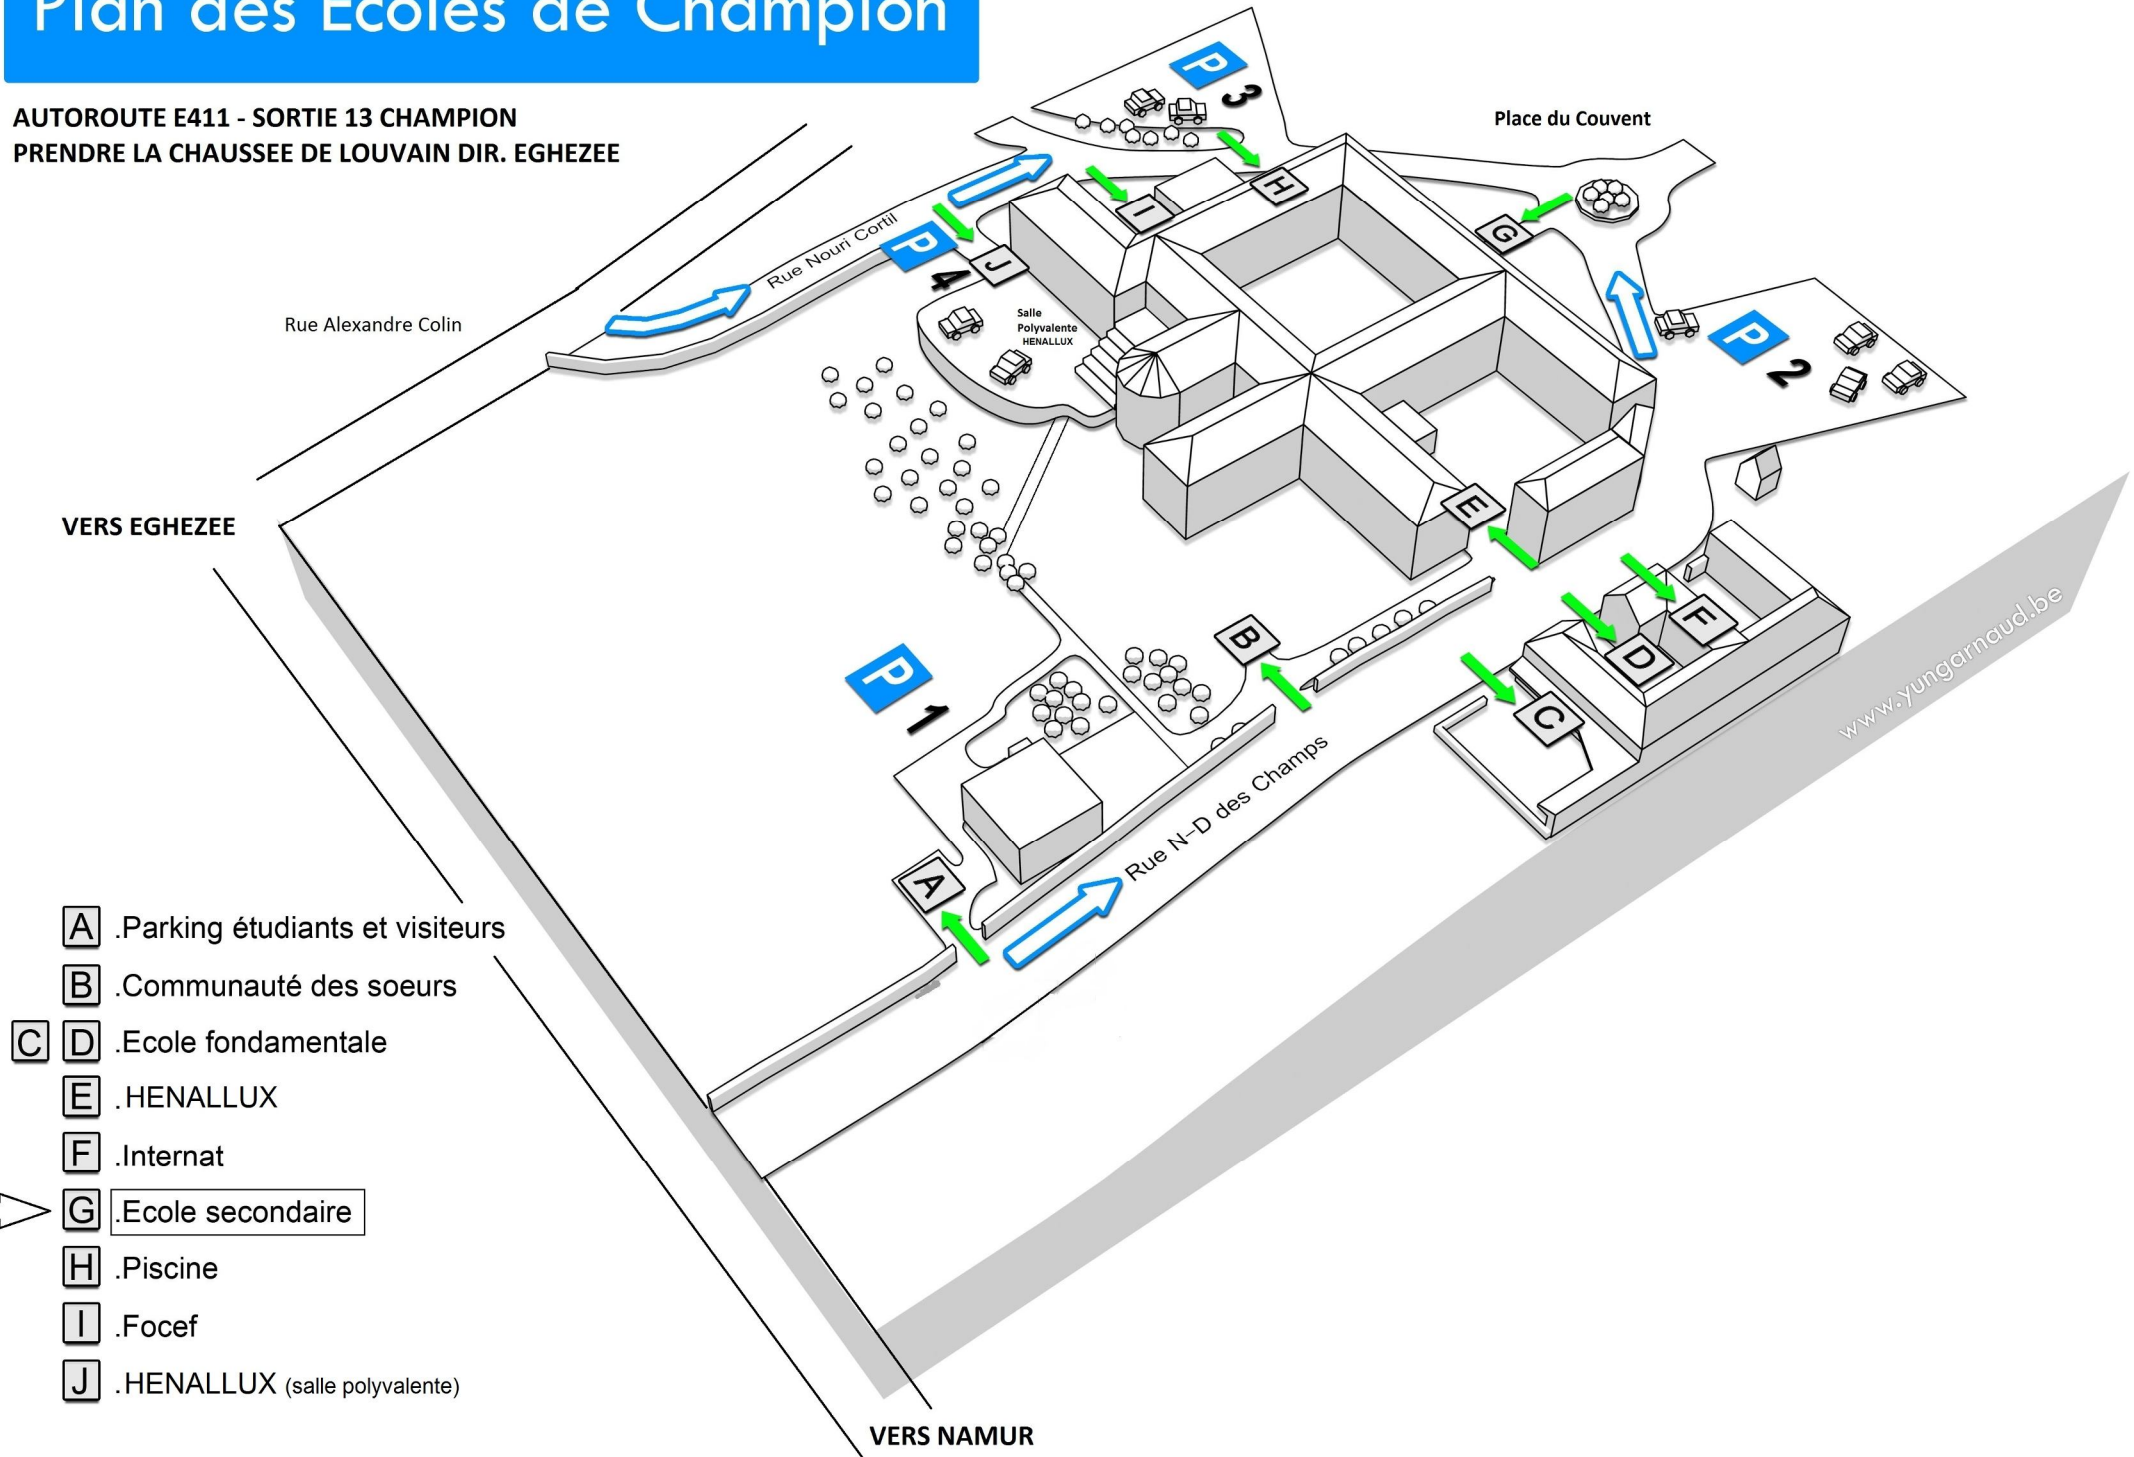 Plan des Ecoles de Champion
AUTOROUTE E411 - SORTIE 13 CHAMPION
PRENDRE LA CHAUSSEE DE LOUVAIN DIR. EGHEZEE
P 3
Place du Couvent
H
I
G
Rue Nouri Cortil
P 4
J
Rue Alexandre Colin
Salle
Polyvalente
HENALLUX
P 2
VERS EGHEZEE
E
F
B
D
P 1
C
www.yungarnaud.be
Rue N-D des Champs
A
A .Parking étudiants et visiteurs
B .Communauté des soeurs
C D .Ecole fondamentale
E .HENALLUX
F .Internat
G .Ecole secondaire
H .Piscine
I .Focef
J .HENALLUX (salle polyvalente)
VERS NAMUR